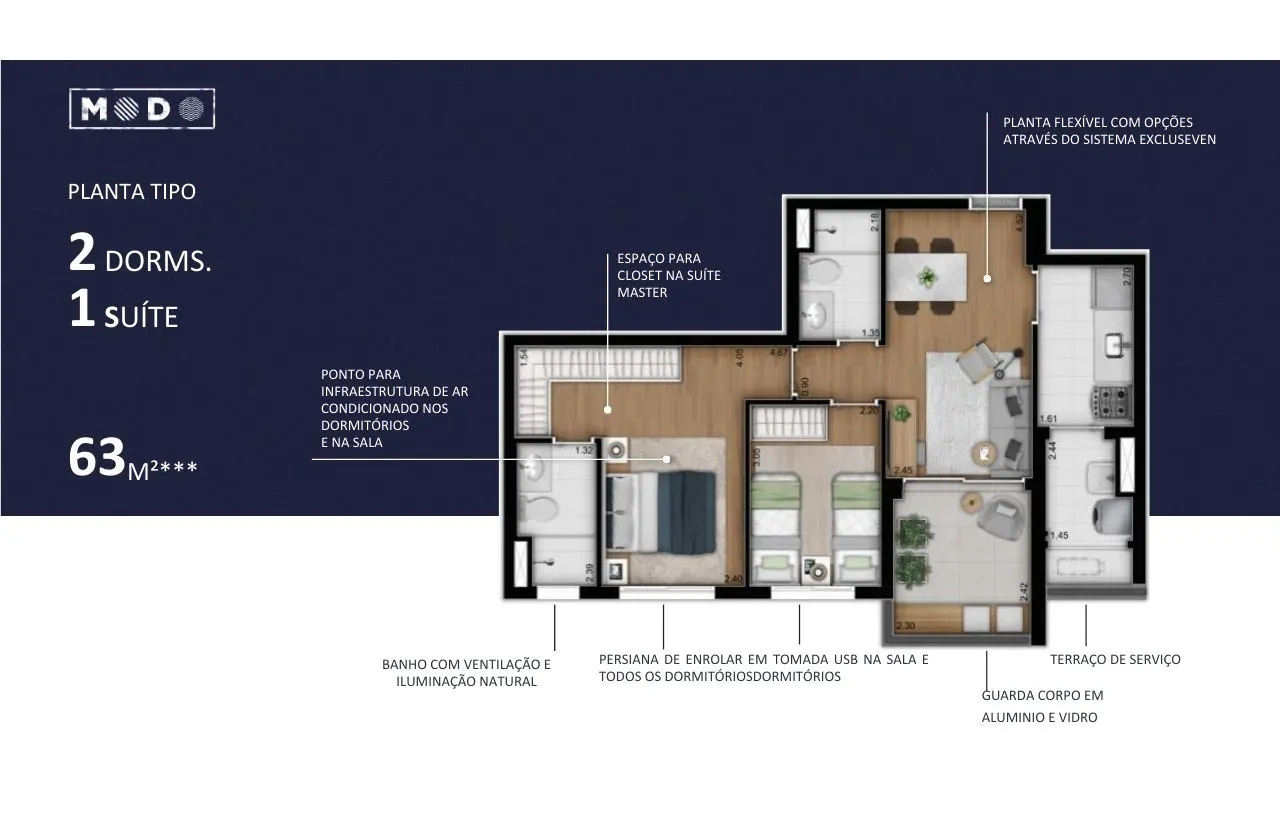 MODO
PLANTA TIPO
2 DORMS.
1 SUÍTE
63M²***
PLANTA FLEXÍVEL COM OPÇÕES
ATRAVÉS DO SISTEMA EXCLUSEVEN
ESPAÇO PARA
CLOSET NA SUÍTE
MASTER
PONTO PARA
INFRAESTRUTURA DE AR
CONDICIONADO NOS
DORMITÓRIOS
E NA SALA
2.18
4.52
2.70
1.35
1.54
4.05
4.67
0.90
2.20
1.61
1.32
3.05
2.45
2.44
1.45
2.39
2.40
2.42
2.30
BANHO COM VENTILAÇÃO E
ILUMINAÇÃO NATURAL
PERSIANA DE ENROLAR EM TOMADA USB NA SALA E
TODOS OS DORMITÓRIOSDORMITÓRIOS
TERRAÇO DE SERVIÇO
GUARDA CORPO EM
ALUMINIO E VIDRO